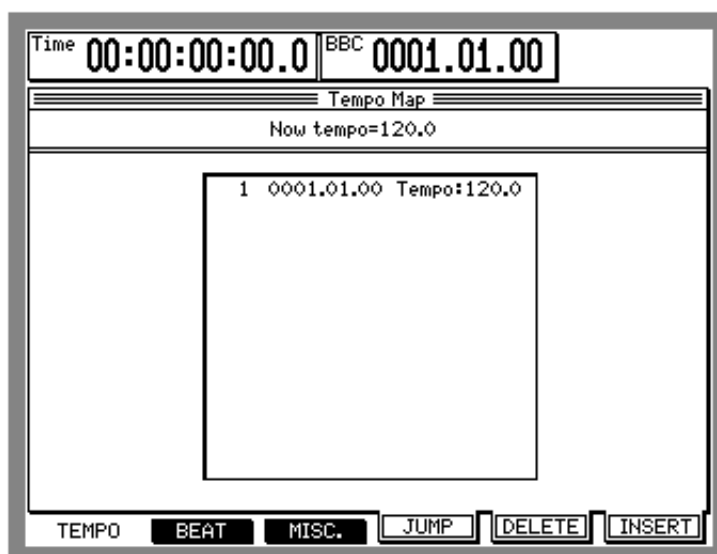 Time 00:00:00:00.0 BBC 0001.01.00
Tempo Map
Now tempo=120.0
1 0001.01.00 Tempo:120.0
TEMPO BEAT MISC. JUMP DELETE INSERT